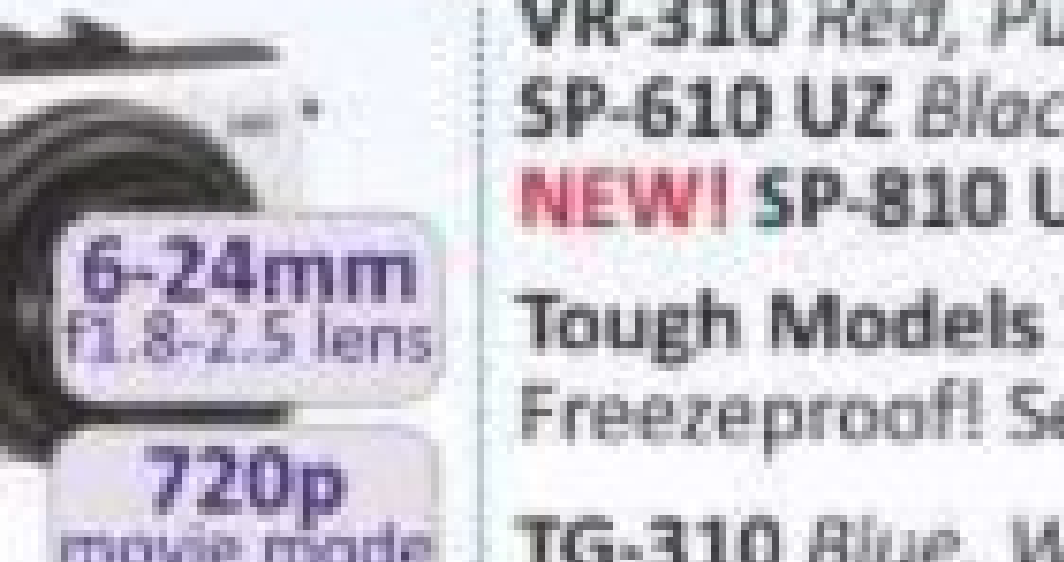 6-24mm
f1.8-2.5 lens
720p
movie mode
VR-310 Red,
SP-610 UZ
NEW! SP-810
Tough Models
Freezeproof!
TG-310 Blue,